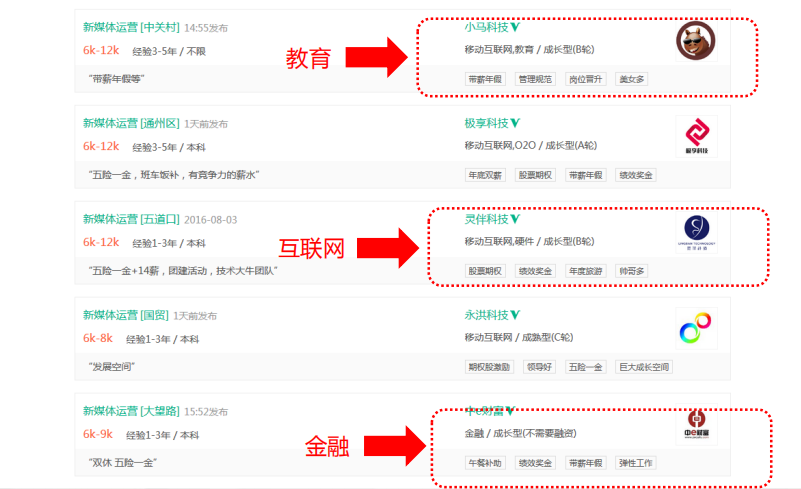 新媒体运营 [中关村] 14:55发布
6k-12k 经验3-5年 / 不限
“带薪年假等”
教育
小马科技
移动互联网,教育 / 成长型(B轮)
带薪年假 管理规范 岗位晋升 美女多
新媒体运营 [通州区] 1天前发布
6k-12k 经验3-5年 / 本科
“五险一金，班车饭补，有竞争力的薪水”
极享科技
移动互联网,O2O / 成长型(A轮)
年底双薪 股票期权 带薪年假 绩效奖金
极享科技
新媒体运营 [五道口] 2016-08-03
6k-12k 经验1-3年 / 本科
“五险一金+14薪，团建活动，技术大牛团队”
互联网
灵伴科技
移动互联网,硬件 / 成长型(B轮)
股票期权 绩效奖金 年度旅游 帅哥多
新媒体运营 [国贸] 1天前发布
6k-8k 经验1-3年 / 本科
“发展空间”
永洪科技
移动互联网 / 成熟型(C轮)
期权股激励 领导好 五险一金 巨大成长空间
新媒体运营 [大望路] 15:52发布
6k-9k 经验1-3年 / 本科
“双休 五险一金”
金融
中e财富
金融 / 成长型(不需要融资)
午餐补助 绩效奖金 带薪年假 弹性工作
中e财富